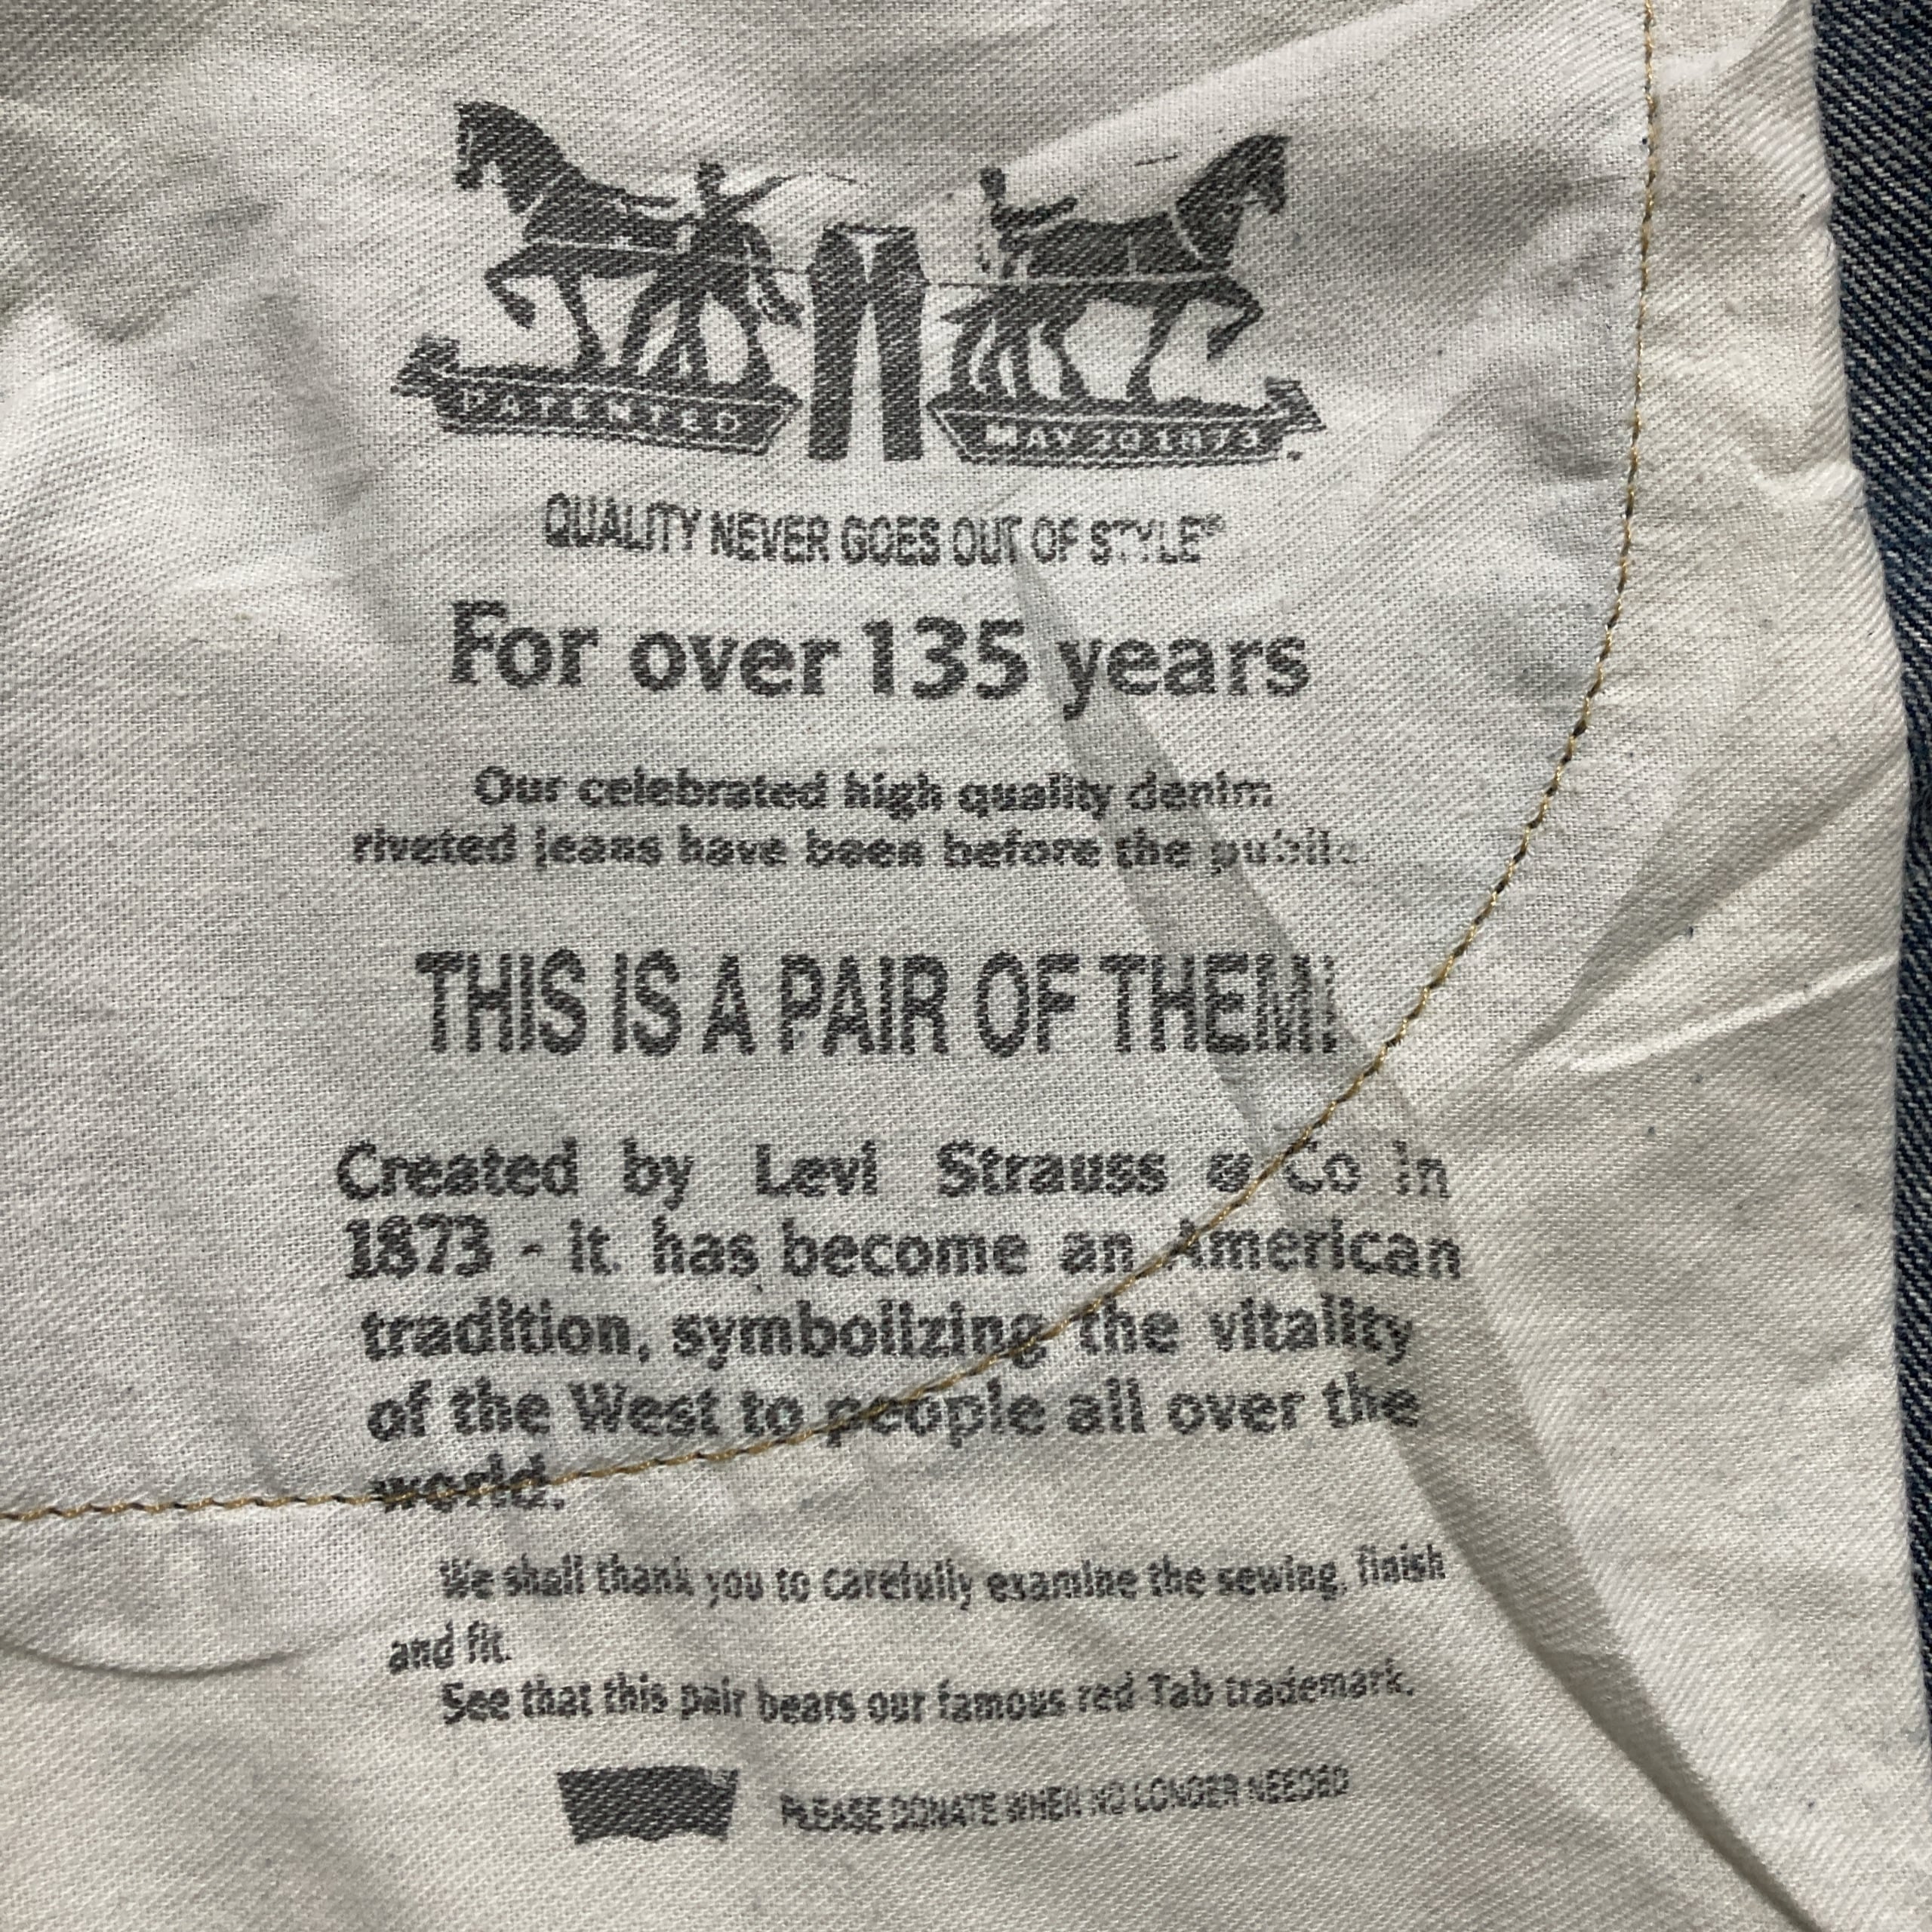 PATENTED MAY 20 1873
QUALITY NEVER GOES OUT OF STYLE®
For over 135 years
Our celebrated high quality denim
riveted jeans have been before the public.
THIS IS A PAIR OF THEM!
Created by Levi Strauss & Co in
1873 - it has become an American
tradition, symbolizing the vitality
of the West to people all over the
world.
We shall thank you to carefully examine the sewing, finish
and fit.
See that this pair bears our famous red Tab trademark.
PLEASE DONATE WHEN NO LONGER NEEDED